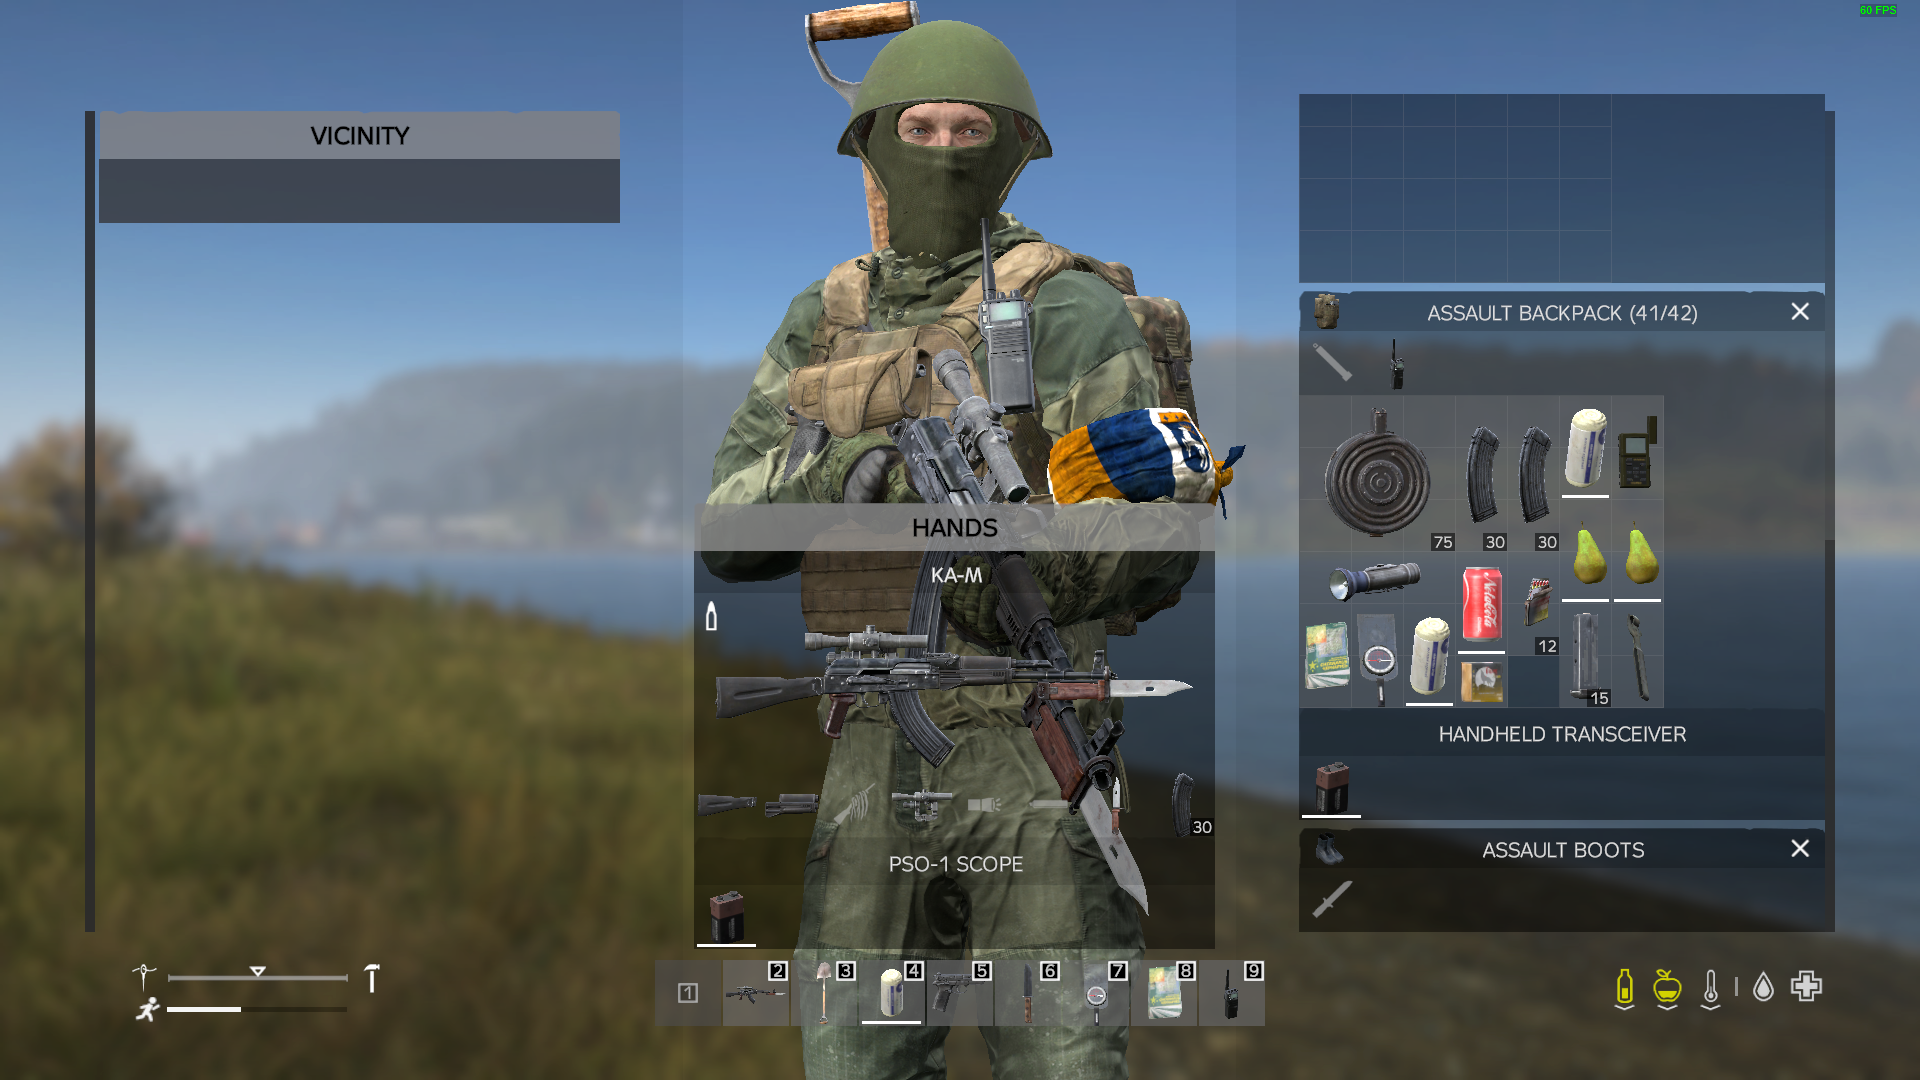 60 FPS
VICINITY
ASSAULT BACKPACK (41/42)
75
30
30
12
15
HANDHELD TRANSCEIVER
ASSAULT BOOTS
HANDS
KA-M
30
PSO-1 SCOPE
1
2
3
4
5
6
7
8
9